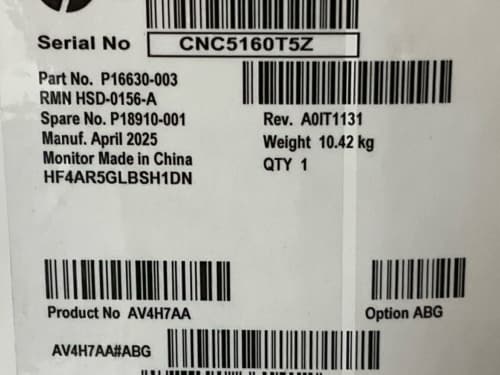 Serial No CNC5160T5Z
Part No. P16630-003
RMN HSD-0156-A
Spare No. P18910-001 Rev. A0IT1131
Manuf. April 2025 Weight 10.42 kg
Monitor Made in China QTY 1
HF4AR5GLBSH1DN
Product No AV4H7AA Option ABG
AV4H7AA#ABG